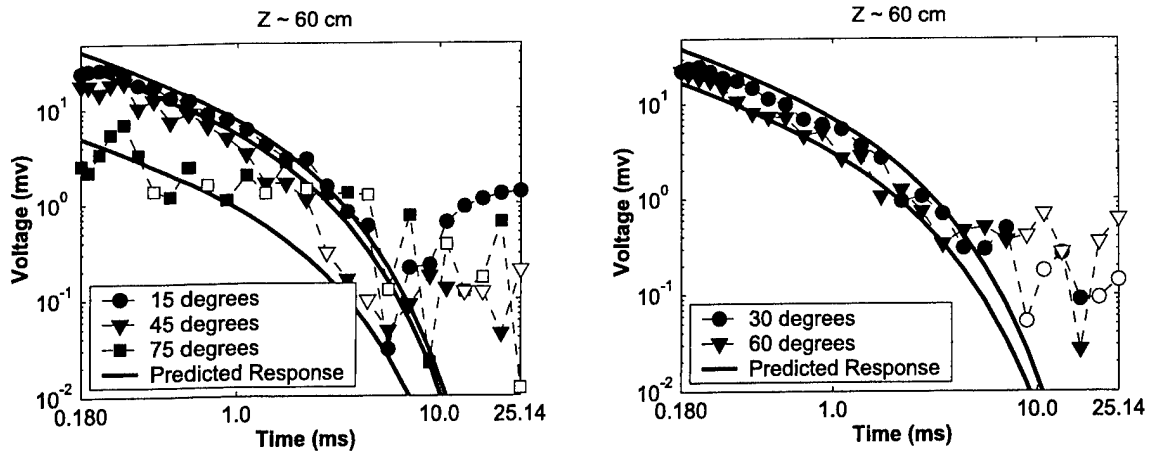 Z ~ 60 cm
Voltage (mv)
10^1
10^0
10^-1
10^-2
15 degrees
45 degrees
75 degrees
Predicted Response
0.180
1.0
10.0
25.14
Time (ms)
Z ~ 60 cm
Voltage (mv)
10^1
10^0
10^-1
10^-2
30 degrees
60 degrees
Predicted Response
0.180
1.0
10.0
25.14
Time (ms)